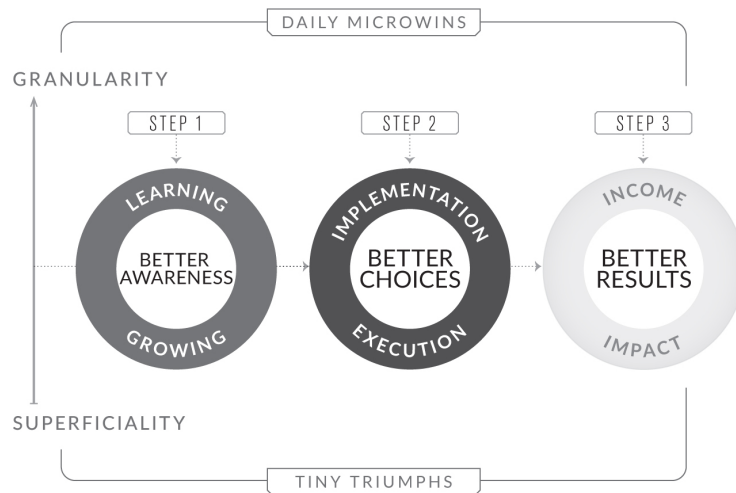 DAILY MICROWINS
GRANULARITY
STEP 1
STEP 2
STEP 3
LEARNING
BETTER
AWARENESS
GROWING
IMPLEMENTATION
BETTER
CHOICES
EXECUTION
INCOME
BETTER
RESULTS
IMPACT
SUPERFICIALITY
TINY TRIUMPHS